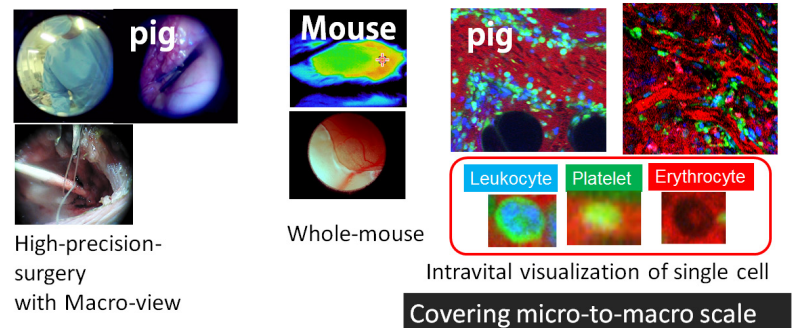 pig
Mouse
pig
Leukocyte
Platelet
Erythrocyte
High-precision-
surgery
with Macro-view
Whole-mouse
Intravital visualization of single cell
Covering micro-to-macro scale